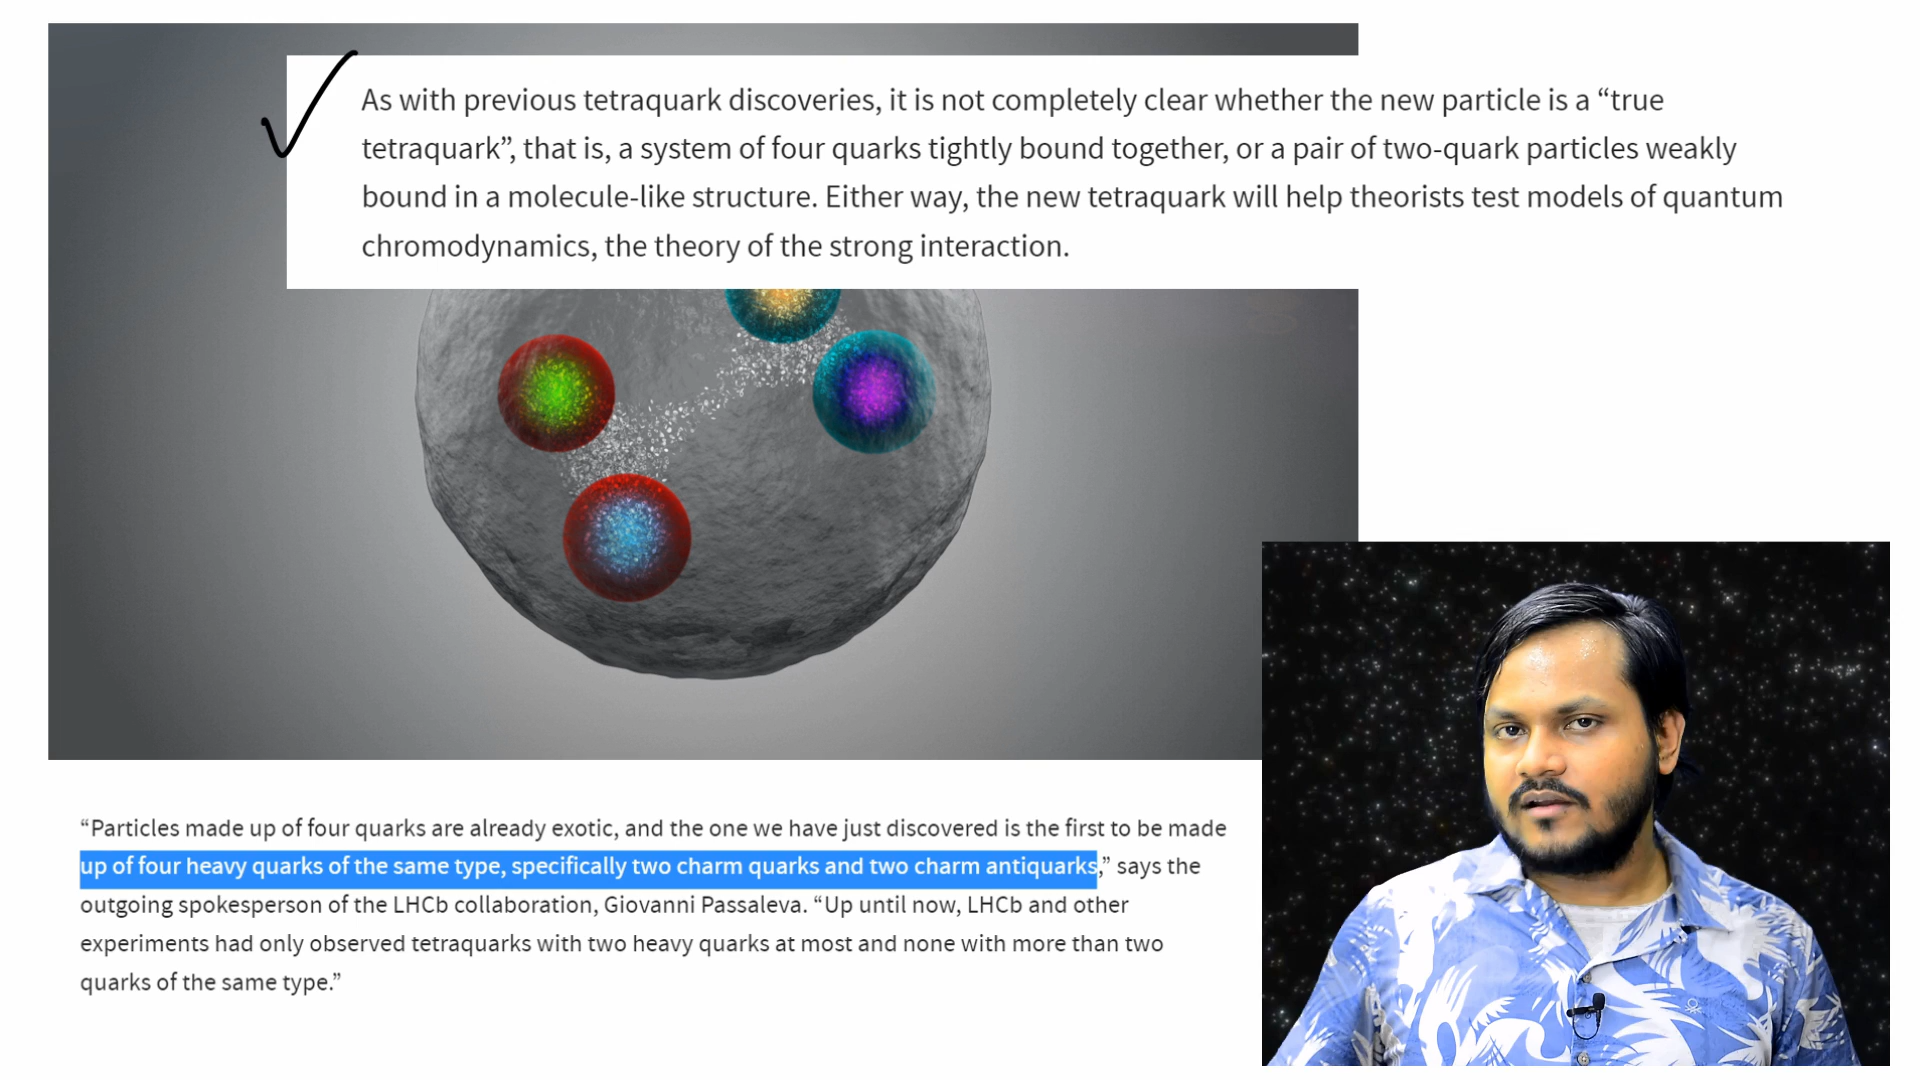 As with previous tetraquark discoveries, it is not completely clear whether the new particle is a “true
tetraquark”, that is, a system of four quarks tightly bound together, or a pair of two-quark particles weakly
bound in a molecule-like structure. Either way, the new tetraquark will help theorists test models of quantum
chromodynamics, the theory of the strong interaction.
“Particles made up of four quarks are already exotic, and the one we have just discovered is the first to be made
up of four heavy quarks of the same type, specifically two charm quarks and two charm antiquarks,” says the
outgoing spokesperson of the LHCb collaboration, Giovanni Passaleva. “Up until now, LHCb and other
experiments had only observed tetraquarks with two heavy quarks at most and none with more than two
quarks of the same type.”